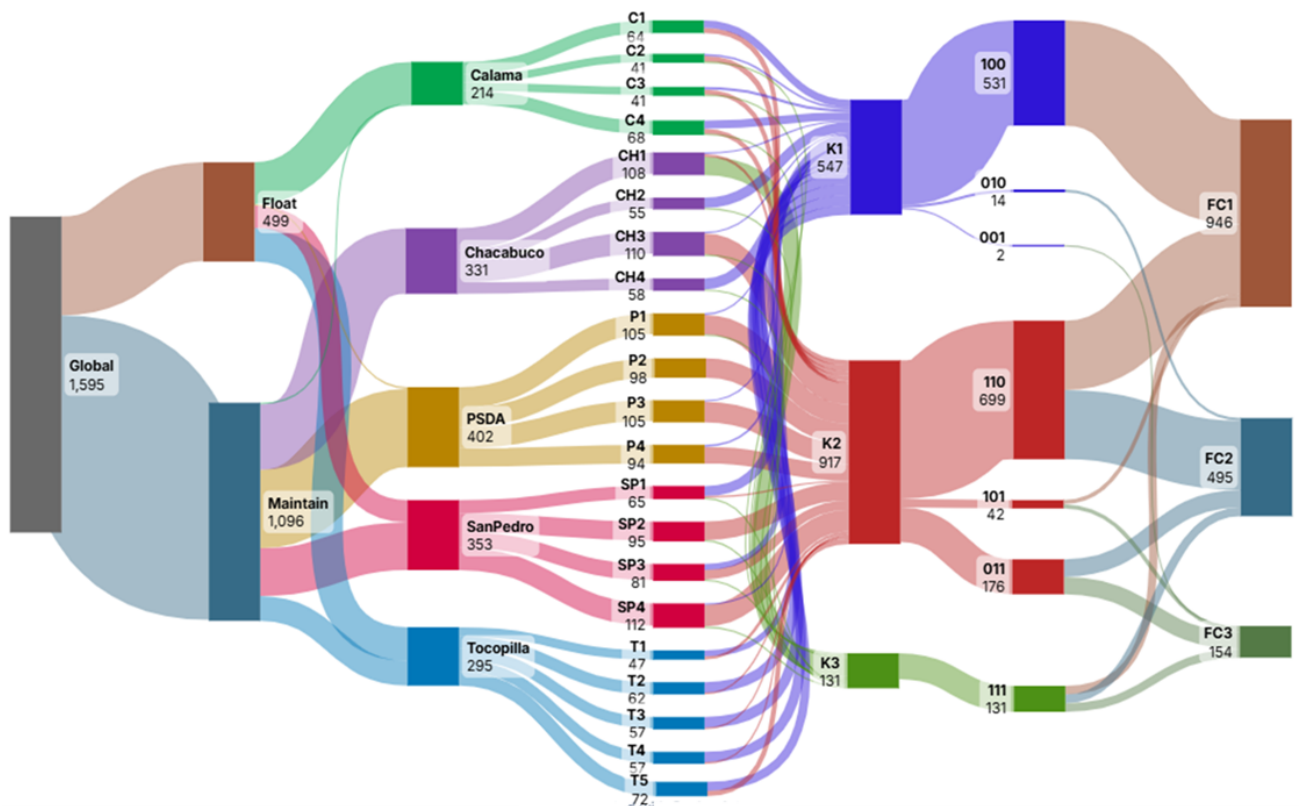 Global
1,595
Float
499
Maintain
1,096
Calama
214
Chacabuco
331
PSDA
402
SanPedro
353
Tocopilla
295
C1
64
C2
41
C3
41
C4
68
CH1
108
CH2
55
CH3
110
CH4
58
P1
105
P2
98
P3
105
P4
94
SP1
65
SP2
95
SP3
81
SP4
112
T1
47
T2
62
T3
57
T4
57
T5
72
K1
547
K2
917
K3
131
100
531
010
14
001
2
110
699
101
42
011
176
111
131
FC1
946
FC2
495
FC3
154